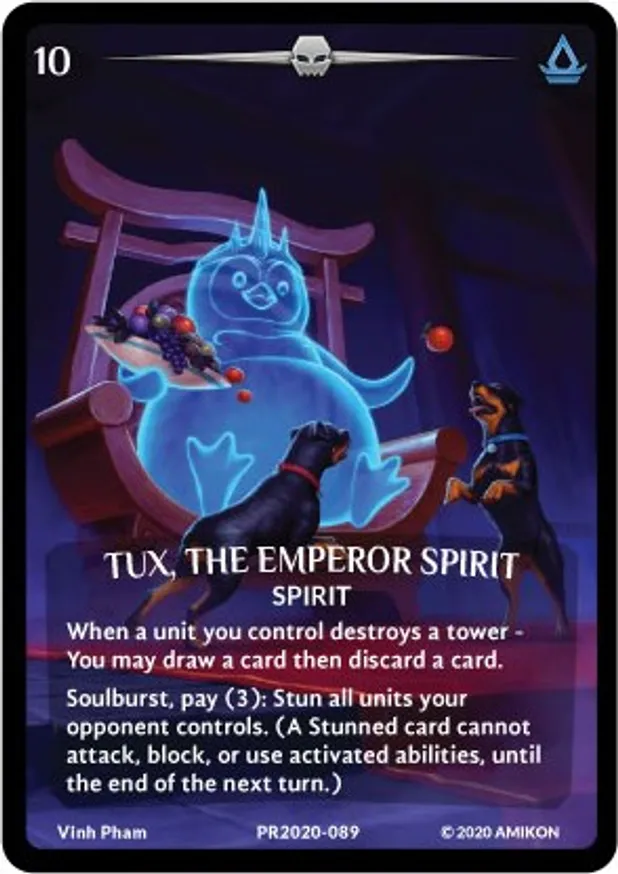 10
TUX, THE EMPEROR SPIRIT
SPIRIT
When a unit you control destroys a tower -
You may draw a card then discard a card.
Soulburst, pay (3): Stun all units your
opponent controls. (A Stunned card cannot
attack, block, or use activated abilities, until
the end of the next turn.)
Vinh Pham PR2020-089 © 2020 AMIKON